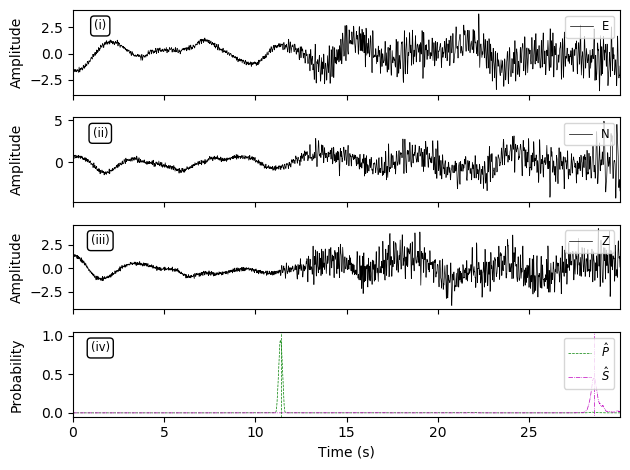 (i)
E
Amplitude
2.5
0.0
−2.5
(ii)
N
Amplitude
5
0
(iii)
Z
Amplitude
2.5
0.0
−2.5
(iv)
P̂
Ŝ
Probability
1.0
0.5
0.0
0 5 10 15 20 25
Time (s)